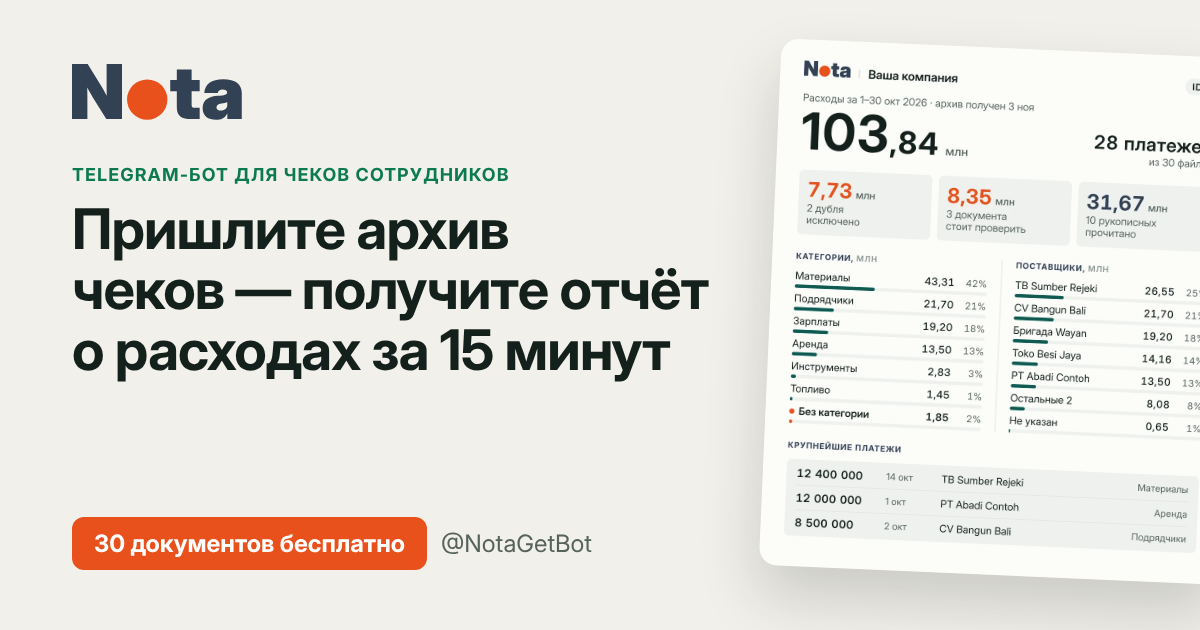 Nota
TELEGRAM-БОТ ДЛЯ ЧЕКОВ СОТРУДНИКОВ
Пришлите архив
чеков — получите отчёт
о расходах за 15 минут
30 документов бесплатно
@NotaGetBot
Nota
Ваша компания
ID
Расходы за 1–30 окт 2026 · архив получен 3 ноя
103,84 млн
28 платеже
из 30 файл
7,73 млн
2 дубля
исключено
8,35 млн
3 документа
стоит проверить
31,67 млн
10 рукописных
прочитано
КАТЕГОРИИ, МЛН
Материалы 43,31 42%
Подрядчики 21,70 21%
Зарплаты 19,20 18%
Аренда 13,50 13%
Инструменты 2,83 3%
Топливо 1,45 1%
Без категории 1,85 2%
ПОСТАВЩИКИ, МЛН
TB Sumber Rejeki 26,55 25%
CV Bangun Bali 21,70 21%
Бригада Wayan 19,20 18%
Toko Besi Jaya 14,16 14%
PT Abadi Contoh 13,50 13%
Остальные 2 8,08 8%
Не указан 0,65 1%
КРУПНЕЙШИЕ ПЛАТЕЖИ
12 400 000 14 окт TB Sumber Rejeki Материалы
12 000 000 1 окт PT Abadi Contoh Аренда
8 500 000 2 окт CV Bangun Bali Подрядчики